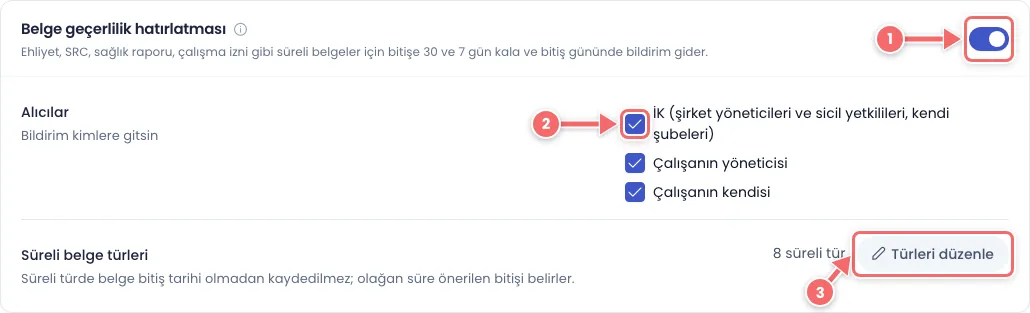 Belge geçerlilik hatırlatması
Ehliyet, SRC, sağlık raporu, çalışma izni gibi süreli belgeler için bitişe 30 ve 7 gün kala ve bitiş gününde bildirim gider.
1
Alıcılar
Bildirim kimlere gitsin
2
İK (şirket yöneticileri ve sicil yetkilileri, kendi
şubeleri)
Çalışanın yöneticisi
Çalışanın kendisi
Süreli belge türleri
Süreli türde belge bitiş tarihi olmadan kaydedilmez; olağan süre önerilen bitişi belirler.
8 süreli tür
Türleri düzenle
3